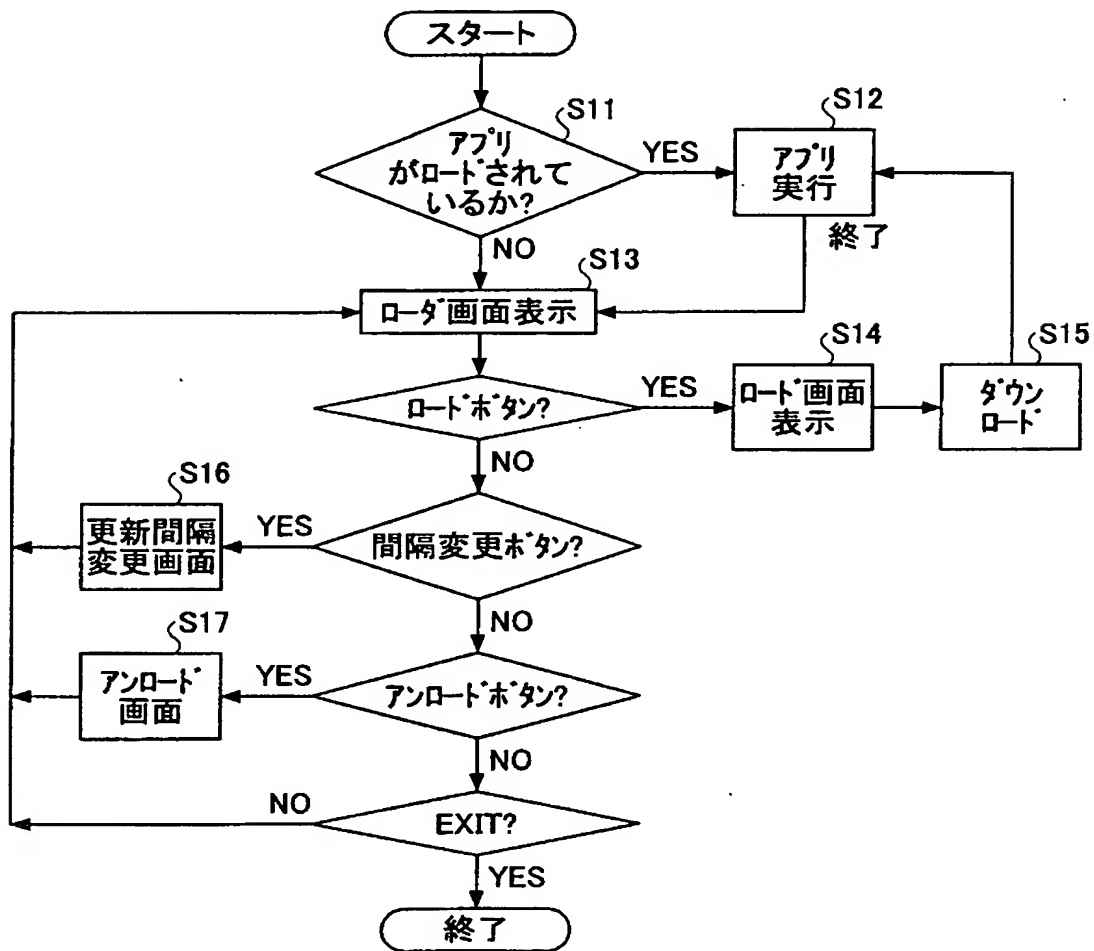 スタート
S11
アプリ
がロードされて
いるか?
YES
S12
アプリ
実行
終了
NO
S13
ローダ画面表示
ロードボタン?
YES
S14
ロード画面
表示
S15
ダウン
ロード
NO
S16
更新間隔
変更画面
YES
間隔変更ボタン?
NO
S17
アンロード
画面
YES
アンロードボタン?
NO
NO
EXIT?
YES
終了